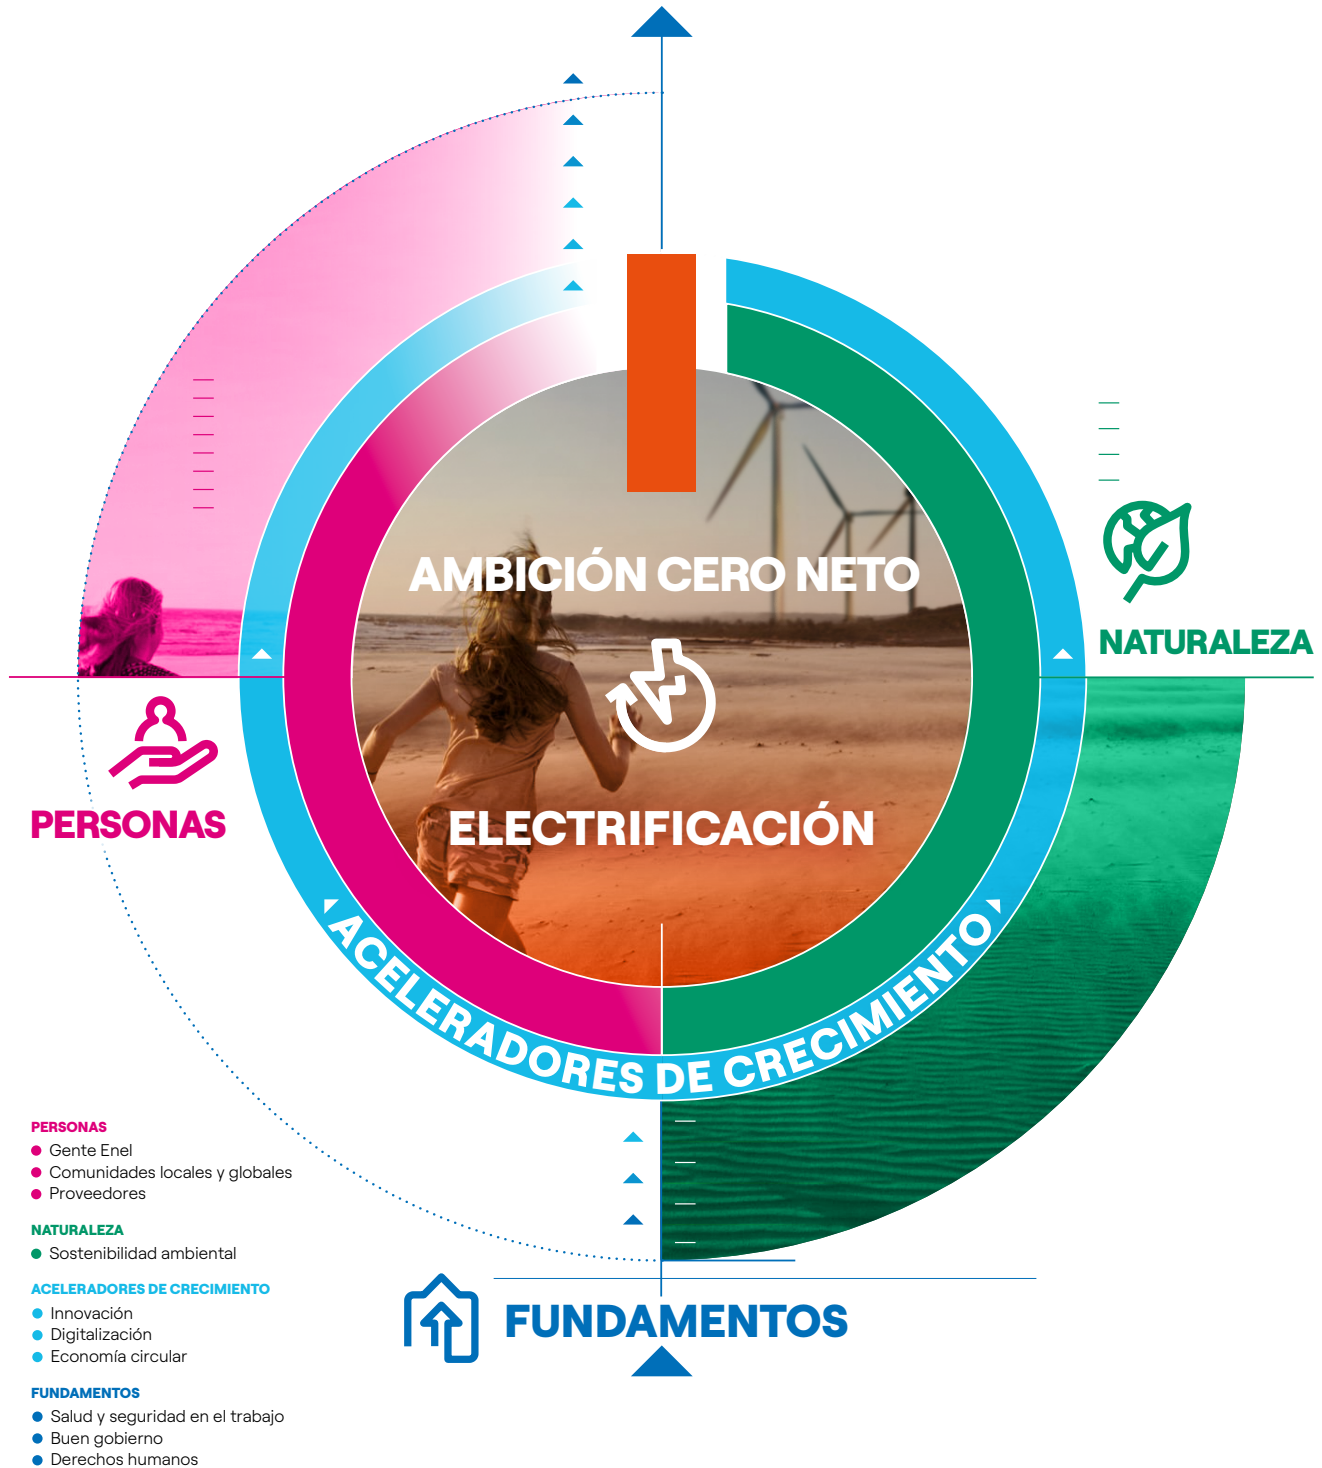 AMBICIÓN CERO NETO
NATURALEZA
PERSONAS
ELECTRIFICACIÓN
ACELERADORES DE CRECIMIENTO
FUNDAMENTOS
PERSONAS
Gente Enel
Comunidades locales y globales
Proveedores
NATURALEZA
Sostenibilidad ambiental
ACELERADORES DE CRECIMIENTO
Innovación
Digitalización
Economía circular
FUNDAMENTOS
Salud y seguridad en el trabajo
Buen gobierno
Derechos humanos